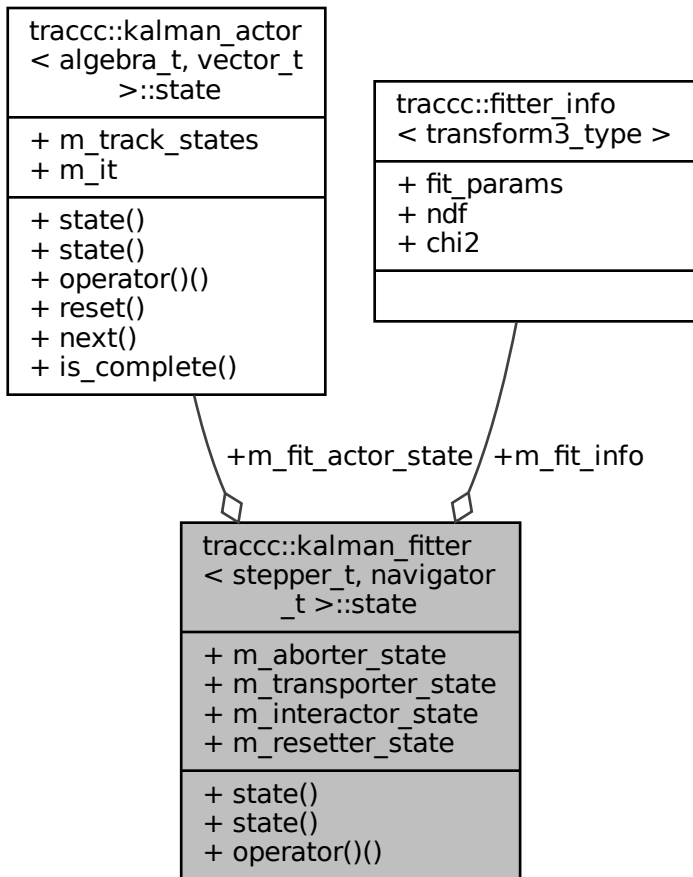 traccc::kalman_actor
< algebra_t, vector_t
>::state
+ m_track_states
+ m_it
+ state()
+ state()
+ operator()()
+ reset()
+ next()
+ is_complete()
traccc::fitter_info
< transform3_type >
+ fit_params
+ ndf
+ chi2
+m_fit_actor_state
+m_fit_info
traccc::kalman_fitter
< stepper_t, navigator
_t >::state
+ m_aborter_state
+ m_transporter_state
+ m_interactor_state
+ m_resetter_state
+ state()
+ state()
+ operator()()